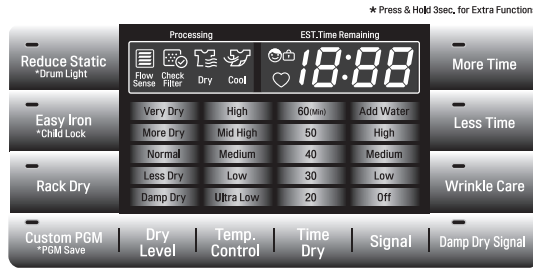 * Press & Hold 3sec. for Extra Function
Processing
EST.Time Remaining
Flow Sense
Check Filter
Dry
Cool
18:88
Reduce Static
*Drum Light
More Time
Easy Iron
*Child Lock
Less Time
Rack Dry
Wrinkle Care
Very Dry High 60(Min) Add Water
More Dry Mid High 50 High
Normal Medium 40 Medium
Less Dry Low 30 Low
Damp Dry Ultra Low 20 Off
Custom PGM
*PGM Save
Dry Level
Temp. Control
Time Dry
Signal
Damp Dry Signal